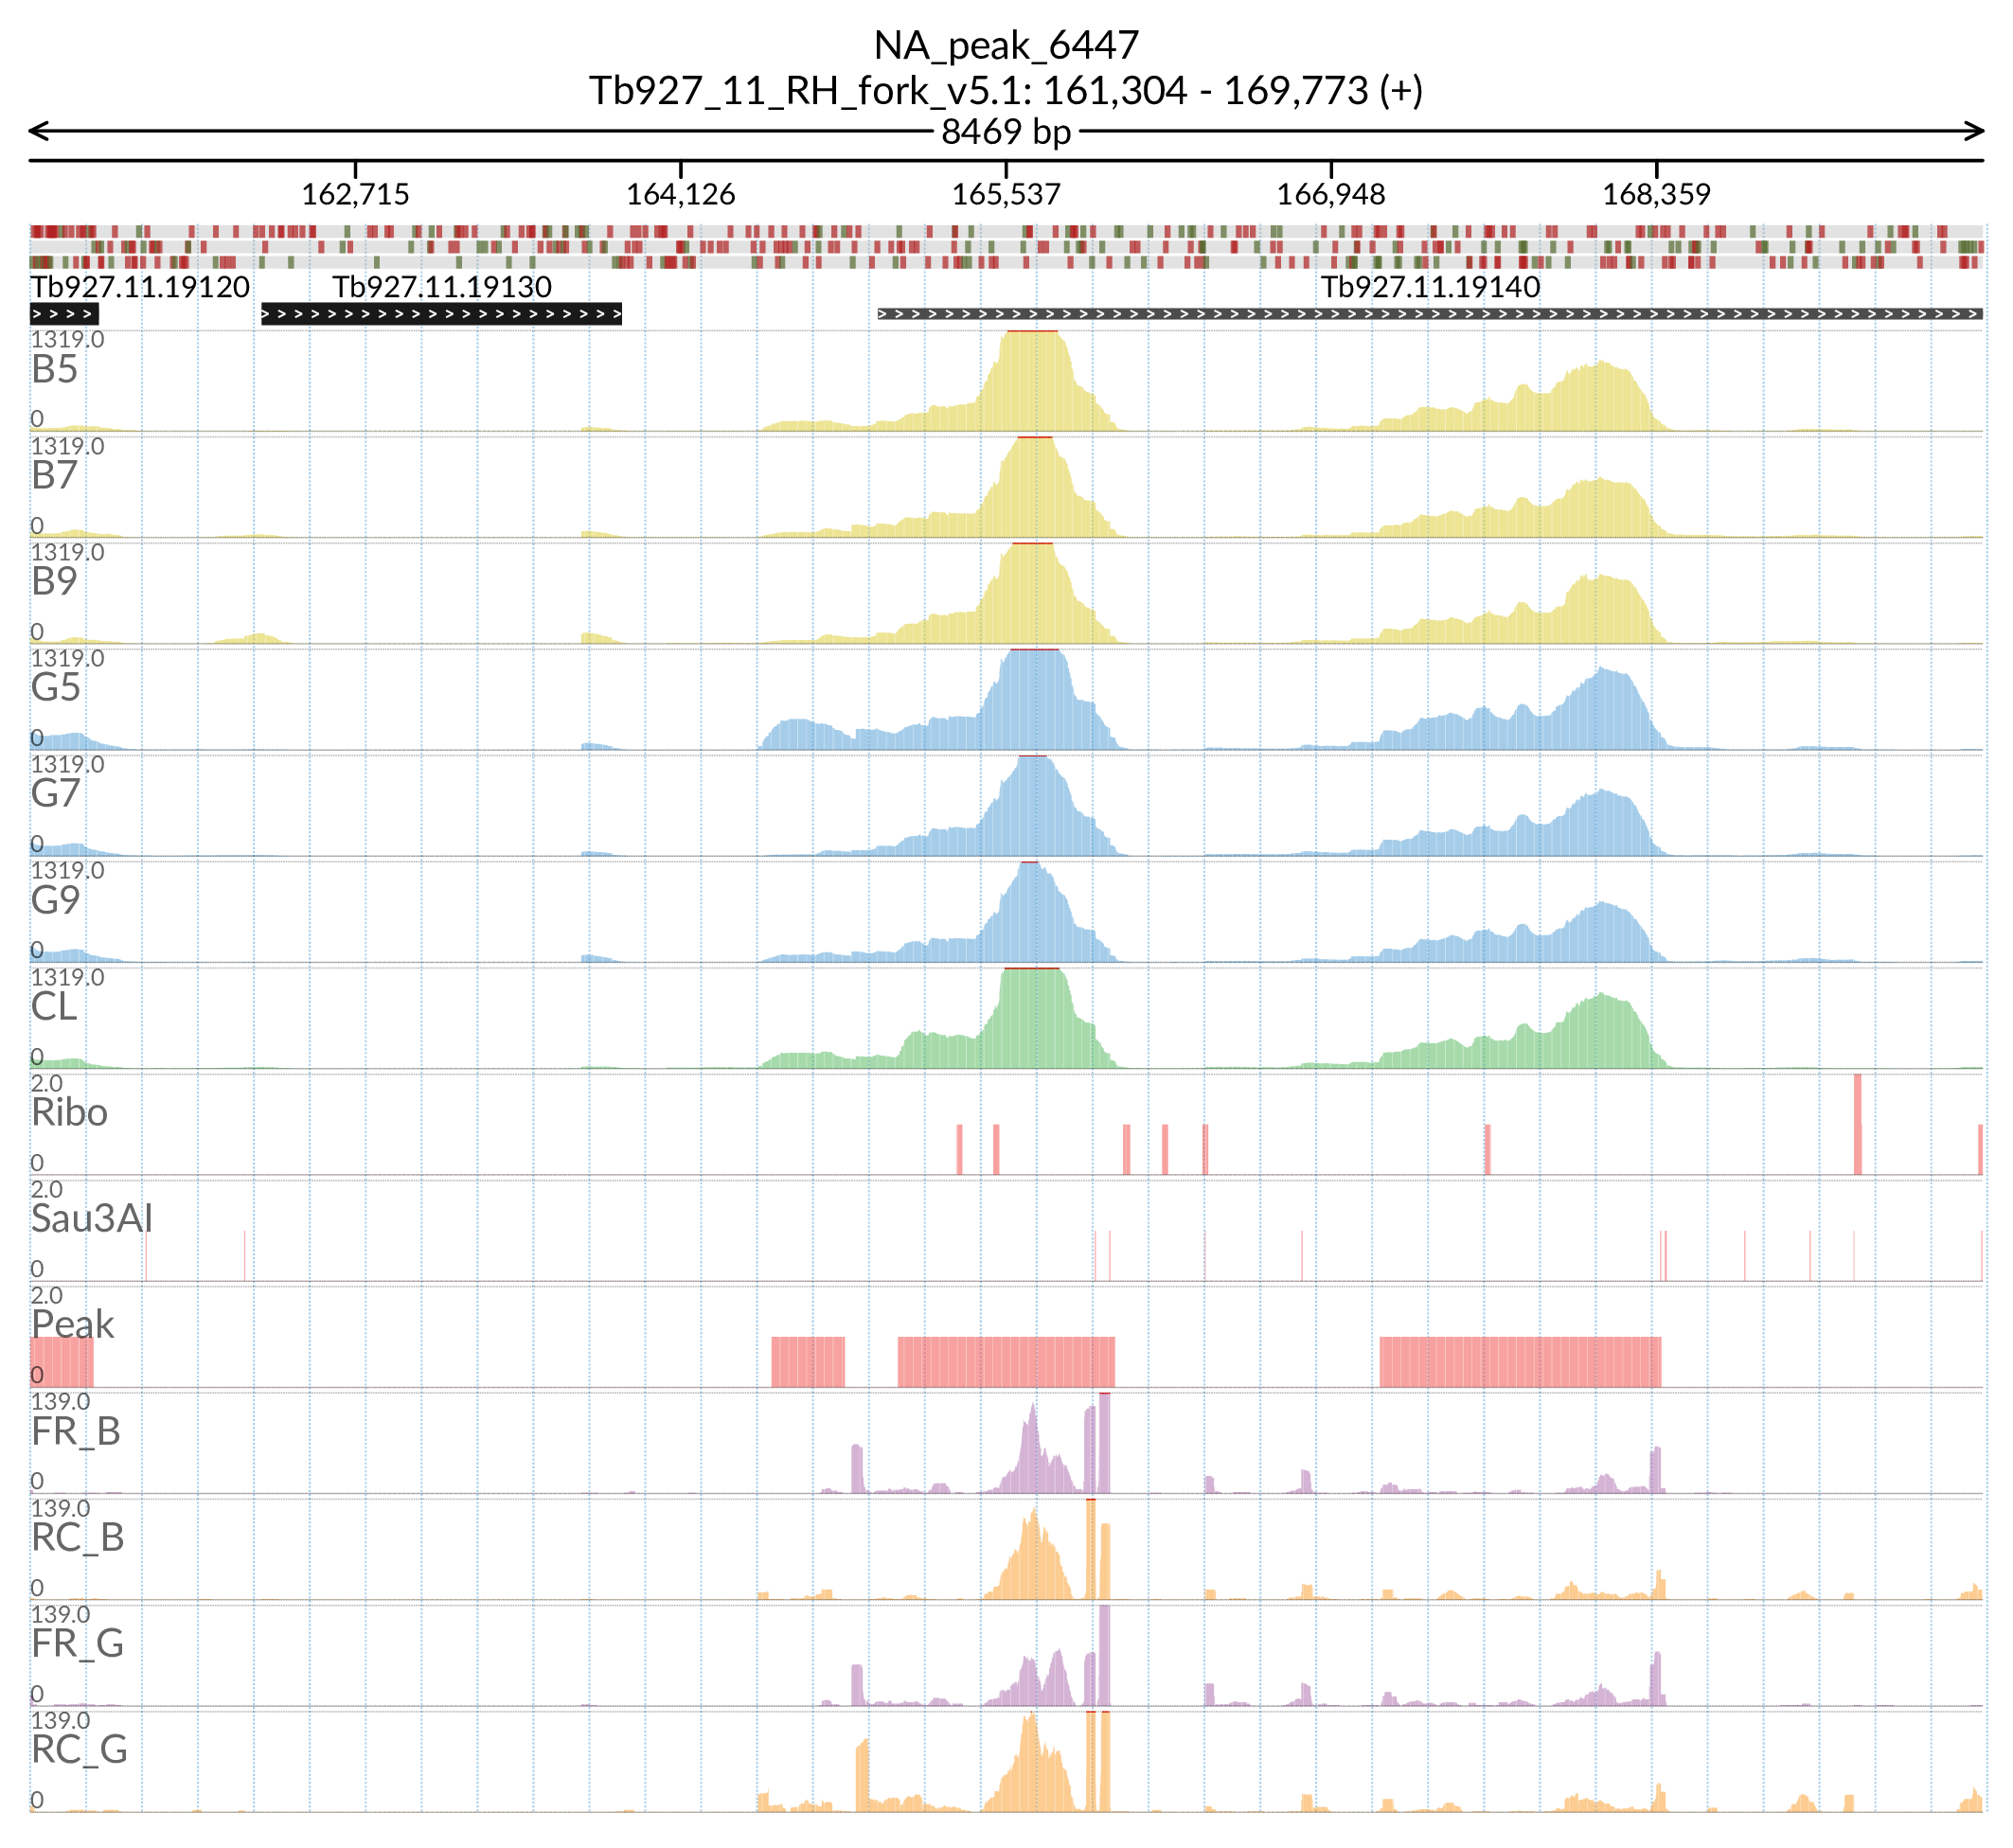 NA_peak_6447
Tb927_11_RH_fork_v5.1: 161,304 - 169,773 (+)
8469 bp
162,715 164,126 165,537 166,948 168,359
Tb927.11.19120 Tb927.11.19130 Tb927.11.19140
1319.0
B5
0
1319.0
B7
0
1319.0
B9
0
1319.0
G5
0
1319.0
G7
0
1319.0
G9
0
1319.0
CL
0
2.0
Ribo
0
2.0
Sau3AI
0
2.0
Peak
0
139.0
FR_B
0
139.0
RC_B
0
139.0
FR_G
0
139.0
RC_G
0